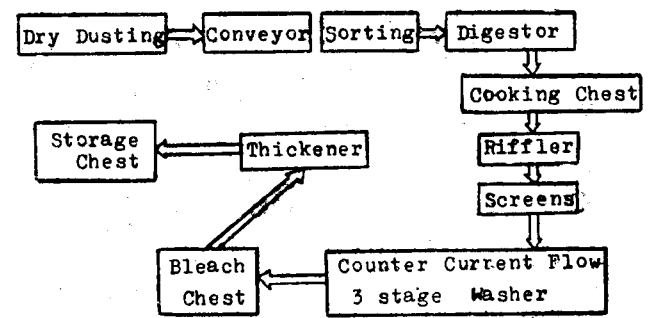 Dry Dusting
Conveyor
Sorting
Digestor
Cooking Chest
Storage
Chest
Thickener
Riffler
Screens
Bleach
Chest
Counter Current Flow
3 stage Washer